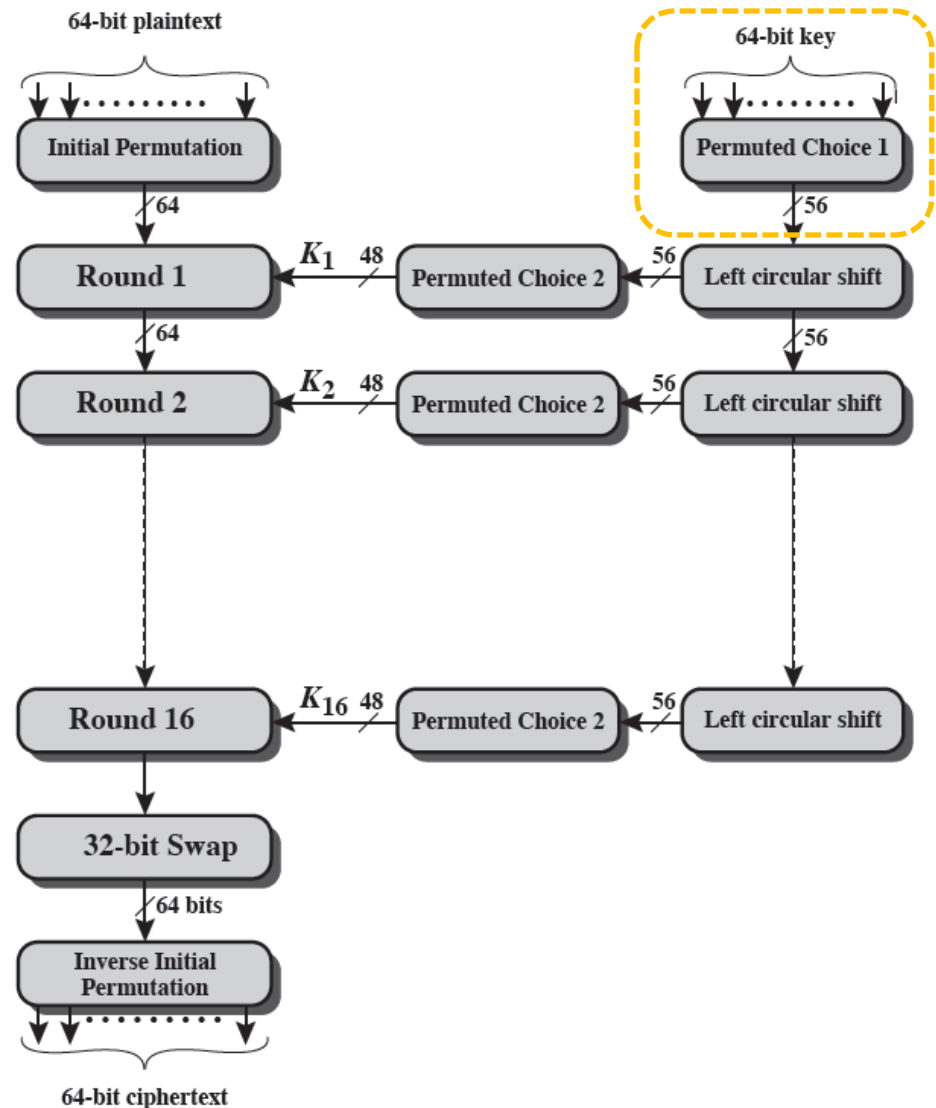 64-bit plaintext
64-bit key
Initial Permutation
Permuted Choice 1
64
56
Round 1
K1
48
Permuted Choice 2
56
Left circular shift
64
56
Round 2
K2
48
Permuted Choice 2
56
Left circular shift
Round 16
K16
48
Permuted Choice 2
56
Left circular shift
32-bit Swap
64 bits
Inverse Initial
Permutation
64-bit ciphertext